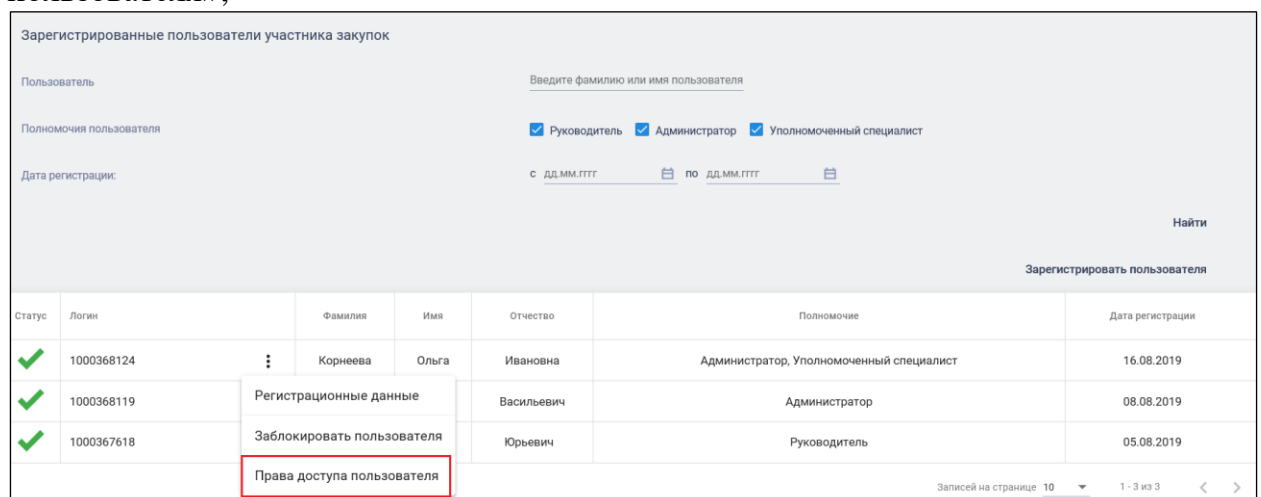 Зарегистрированные пользователи участника закупок
Пользователь Введите фамилию или имя пользователя
Полномочия пользователя Руководитель Администратор Уполномоченный специалист
Дата регистрации: с дд.мм.гггг по дд.мм.гггг
Найти
Зарегистрировать пользователя
Статус Логин Фамилия Имя Отчество Полномочие Дата регистрации
1000368124 Корнеева Ольга Ивановна Администратор, Уполномоченный специалист 16.08.2019
Регистрационные данные
1000368119 Васильевич Администратор 08.08.2019
Заблокировать пользователя
1000367618 Юрьевич Руководитель 05.08.2019
Права доступа пользователя
Записей на странице 10 1 - 3 из 3